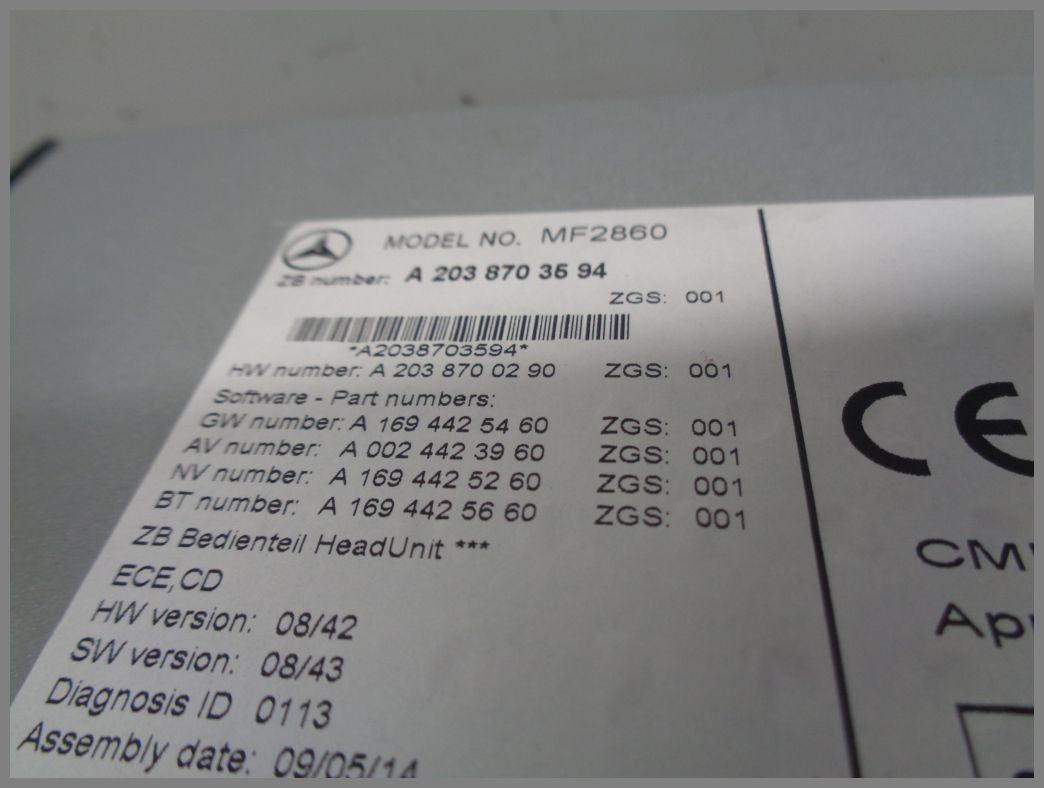 MODEL NO. MF2860
ZB number: A 203 870 35 94
ZGS: 001
*A2038703594*
HW number: A 203 870 02 90 ZGS: 001
Software - Part numbers:
GW number: A 169 442 54 60 ZGS: 001
AV number: A 002 442 39 60 ZGS: 001
NV number: A 169 442 52 60 ZGS: 001
BT number: A 169 442 56 60 ZGS: 001
ZB Bedienteil HeadUnit ***
ECE,CD
HW version: 08/42
SW version: 08/43
Diagnosis ID 0113
Assembly date: 09/05/14
CE